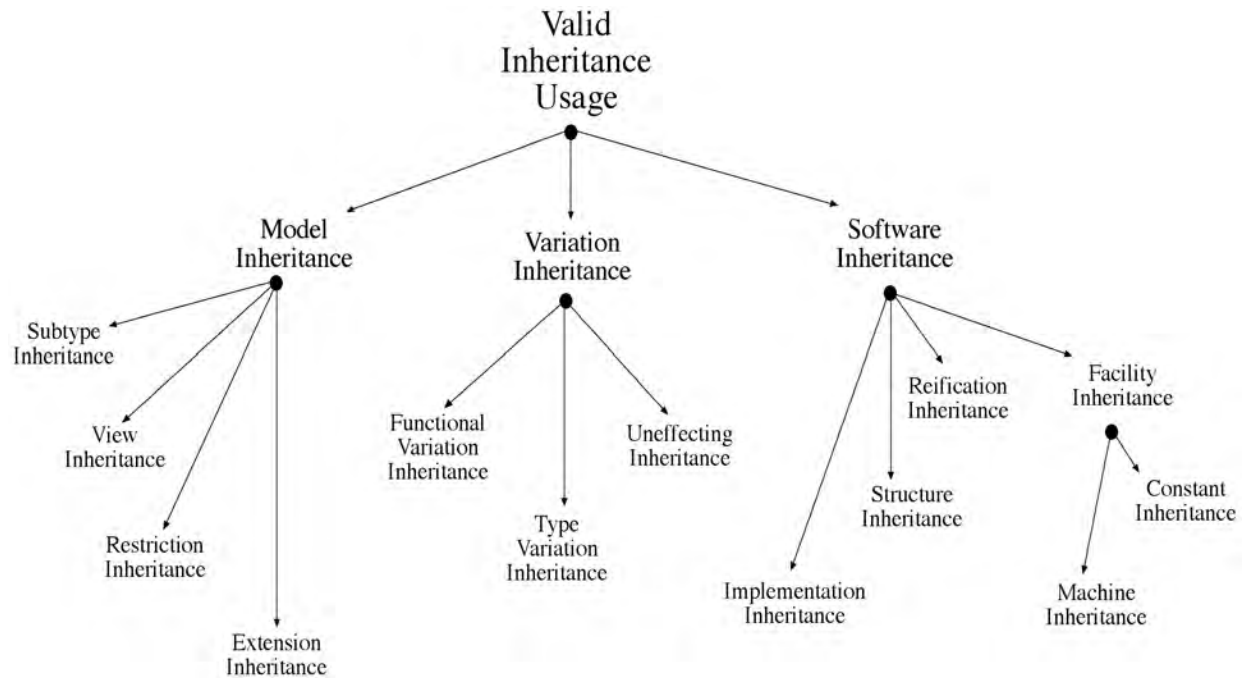 Valid
Inheritance
Usage
Model
Inheritance
Variation
Inheritance
Software
Inheritance
Subtype
Inheritance
View
Inheritance
Restriction
Inheritance
Extension
Inheritance
Functional
Variation
Inheritance
Type
Variation
Inheritance
Uneffecting
Inheritance
Implementation
Inheritance
Structure
Inheritance
Reification
Inheritance
Facility
Inheritance
Machine
Inheritance
Constant
Inheritance